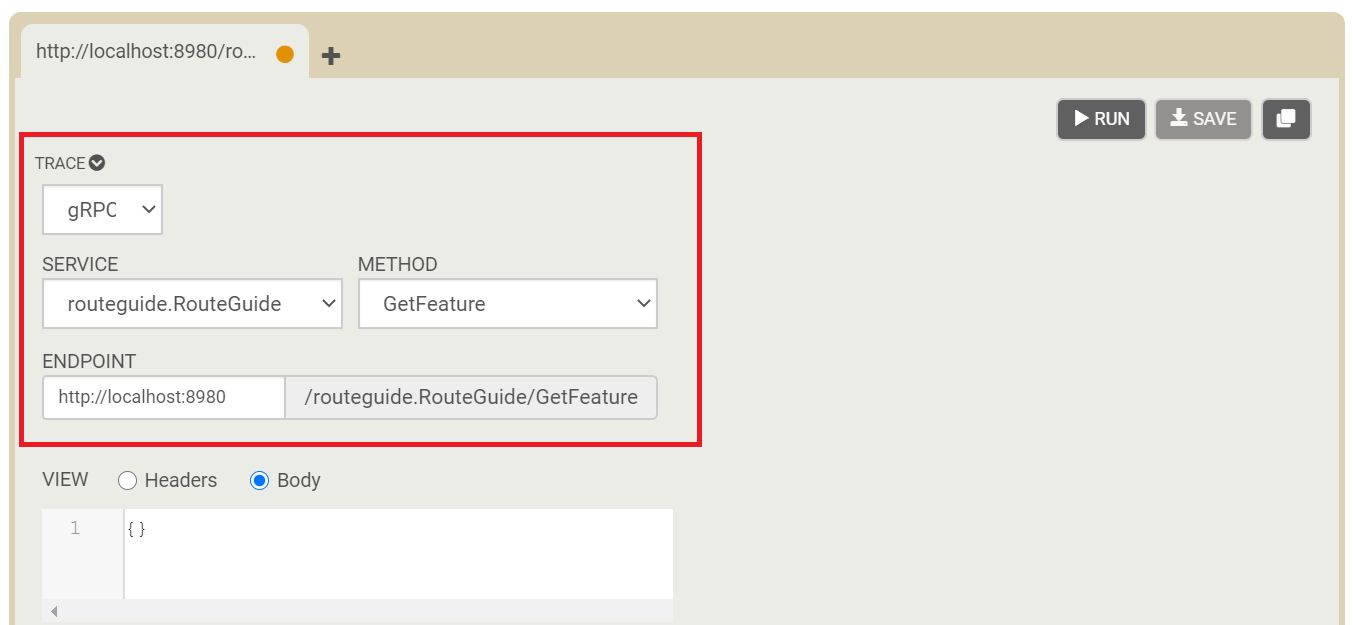 http://localhost:8980/ro...
RUN SAVE
TRACE
gRPC
SERVICE METHOD
routeguide.RouteGuide GetFeature
ENDPOINT
http://localhost:8980 /routeguide.RouteGuide/GetFeature
VIEW Headers Body
1 {}